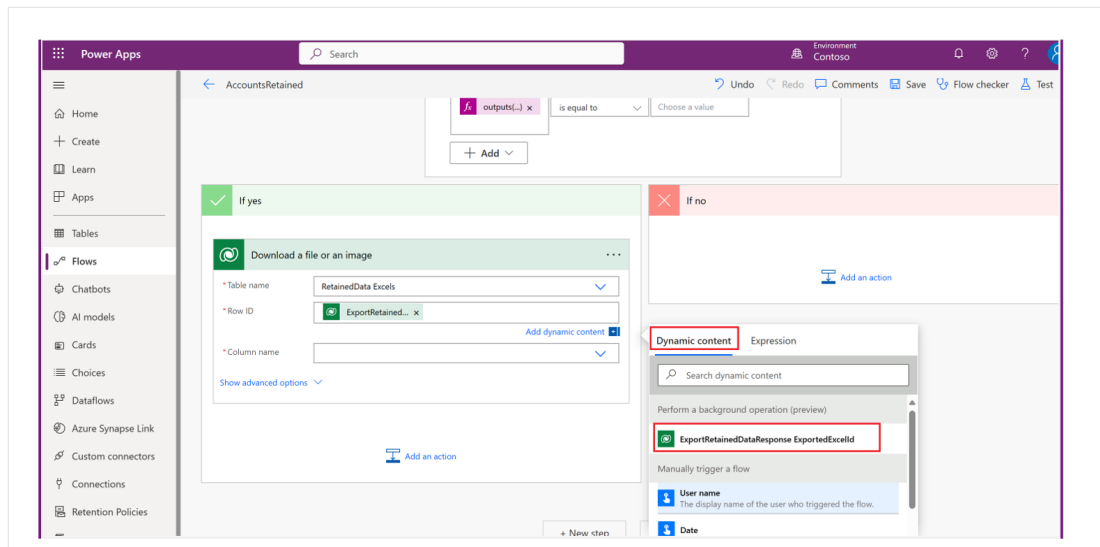 Power Apps
Search
Environment
Contoso
?
AccountsRetained
Undo
Redo
Comments
Save
Flow checker
Test
Home
Create
Learn
Apps
Tables
Flows
Chatbots
AI models
Cards
Choices
Dataflows
Azure Synapse Link
Custom connectors
Connections
Retention Policies
fx outputs(...) x
is equal to
Choose a value
+ Add
If yes
Download a file or an image
...
* Table name
RetainedData Excels
* Row ID
ExportRetained... x
Add dynamic content +
* Column name
Show advanced options
Add an action
If no
Add an action
Dynamic content
Expression
Search dynamic content
Perform a background operation (preview)
ExportRetainedDataResponse ExportedExcelId
Manually trigger a flow
User name
The display name of the user who triggered the flow.
Date
+ New step